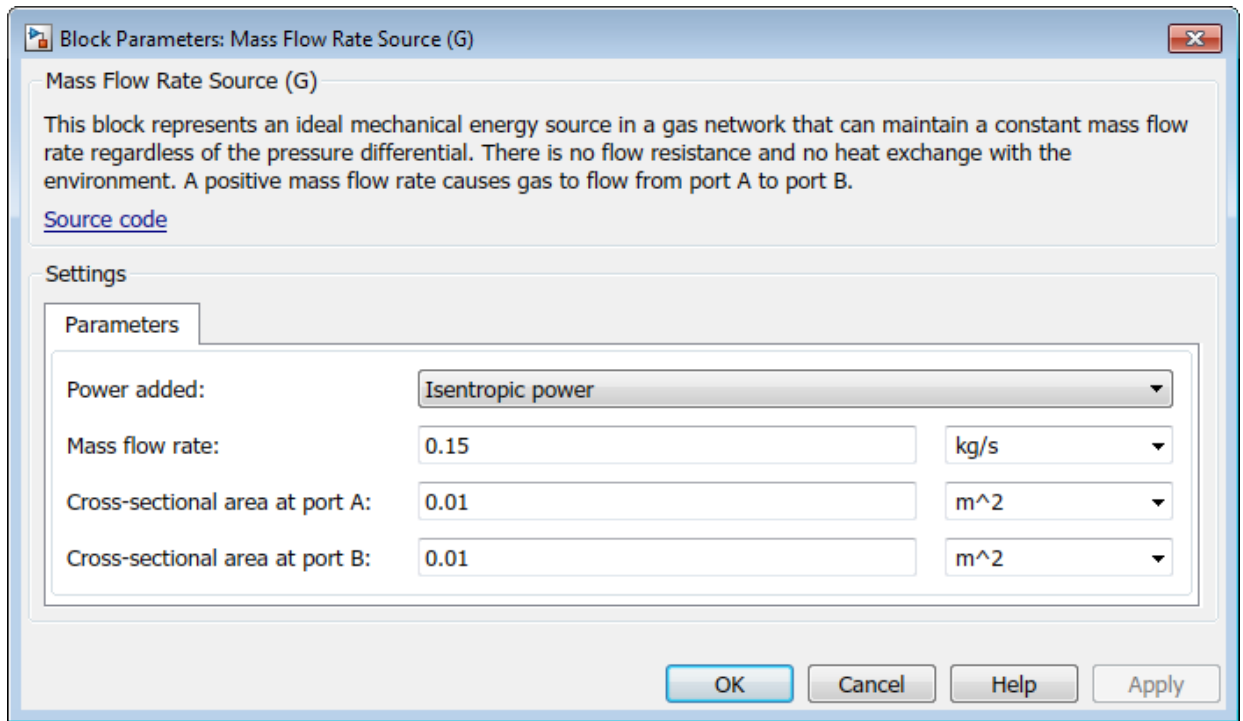 Block Parameters: Mass Flow Rate Source (G)
Mass Flow Rate Source (G)
This block represents an ideal mechanical energy source in a gas network that can maintain a constant mass flow
rate regardless of the pressure differential. There is no flow resistance and no heat exchange with the
environment. A positive mass flow rate causes gas to flow from port A to port B.
Source code
Settings
Parameters
Power added: Isentropic power
Mass flow rate: 0.15 kg/s
Cross-sectional area at port A: 0.01 m^2
Cross-sectional area at port B: 0.01 m^2
OK Cancel Help Apply